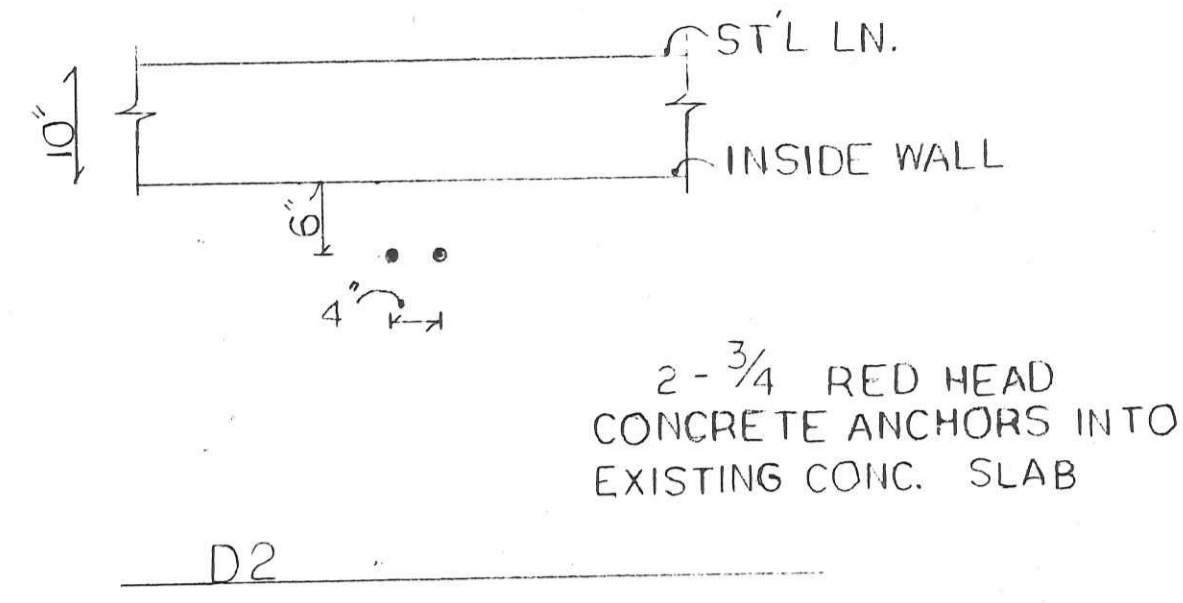 ST'L LN.
10"
INSIDE WALL
6"
4"
2 - 3/4 RED HEAD
CONCRETE ANCHORS INTO
EXISTING CONC. SLAB
D2